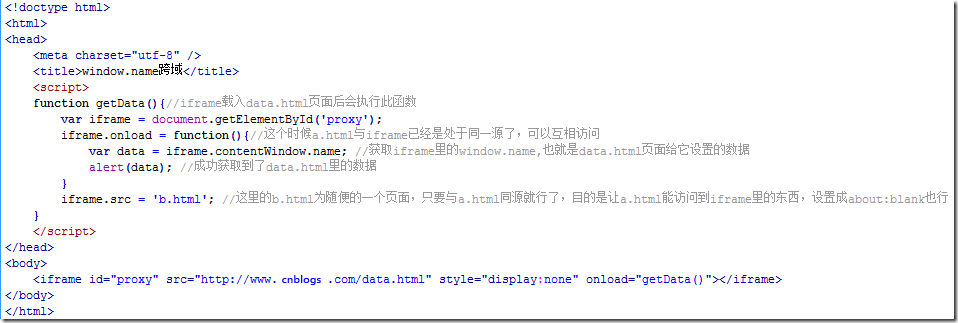 <!doctype html>
<html>
<head>
    <meta charset="utf-8" />
    <title>window.name跨域</title>
    <script>
    function getData(){//iframe载入data.html页面后会执行此函数
        var iframe = document.getElementById('proxy');
        iframe.onload = function(){//这个时候a.html与iframe已经是处于同一源了，可以互相访问
            var data = iframe.contentWindow.name; //获取iframe里的window.name,也就是data.html页面给它设置的数据
            alert(data); //成功获取到了data.html里的数据
        }
        iframe.src = 'b.html'; //这里的b.html为随便的一个页面，只要与a.html同源就行了，目的是让a.html能访问到iframe里的东西，设置成about:blank也行
    }
    </script>
</head>
<body>
    <iframe id="proxy" src="http://www. cnblogs .com/data.html" style="display:none" onload="getData()"></iframe>
</body>
</html>